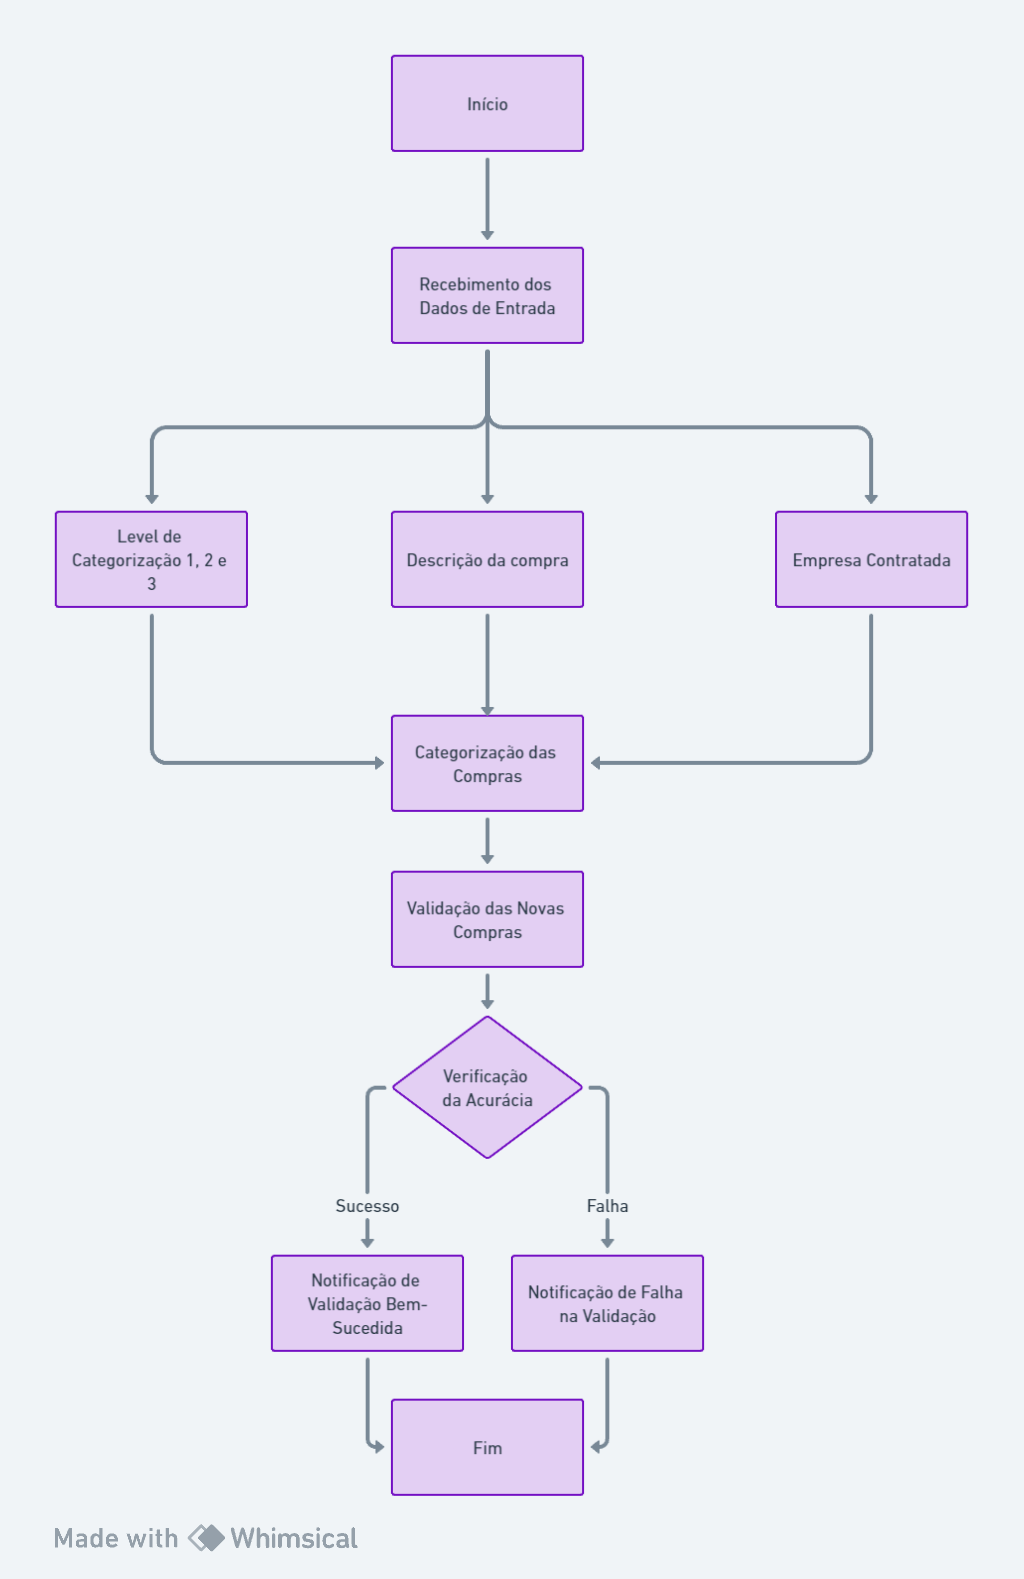 Início
Recebimento dos
Dados de Entrada
Level de
Categorização 1, 2 e
3
Descrição da compra
Empresa Contratada
Categorização das
Compras
Validação das Novas
Compras
Verificação
da Acurácia
Sucesso
Falha
Notificação de
Validação Bem-
Sucedida
Notificação de Falha
na Validação
Fim
Made with Whimsical